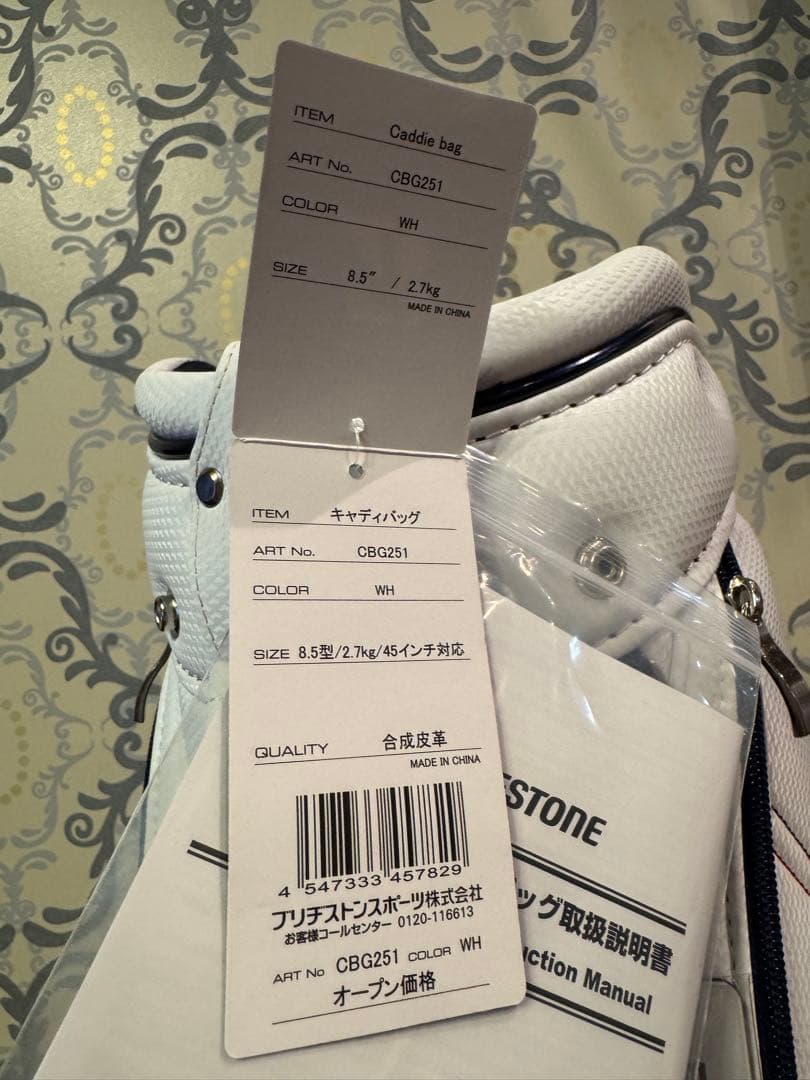 ITEM Caddie bag
ART No. CBG251
COLOR WH
SIZE 8.5" / 2.7kg
MADE IN CHINA
ITEM キャディバッグ
ART No. CBG251
COLOR WH
SIZE 8.5型/2.7kg/45インチ対応
QUALITY 合成皮革
MADE IN CHINA
4 547333 457829
ブリヂストンスポーツ株式会社
お客様コールセンター 0120-116613
ART No CBG251 COLOR WH
オープン価格
ESTONE
ッグ取扱説明書
uction Manual